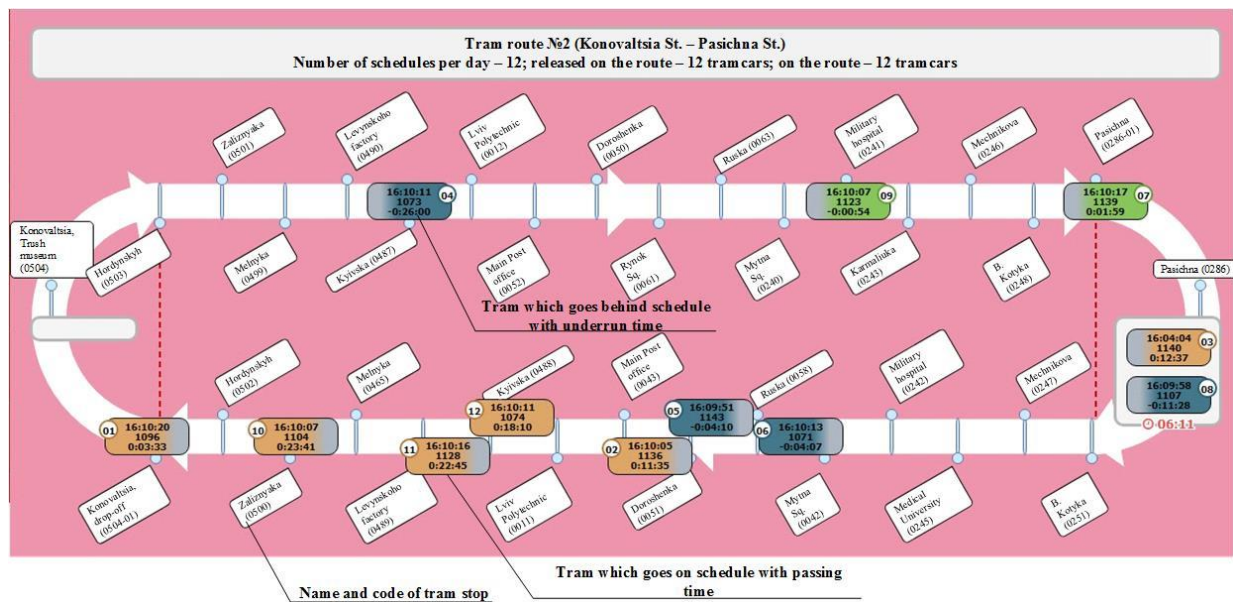 Tram route №2 (Konovaltsia St. – Pasichna St.)
Number of schedules per day – 12; released on the route – 12 tramcars; on the route – 12 tramcars
Zaliznyaka
(0501)
Levynskoho
factory
(0490)
Lviv
Polytechnic
(0012)
Doroshenka
(0050)
Ruska (0063)
Military
hospital
(0241)
Mechnikova
(0246)
Pasichna
(0286-01)
16:10:11
1073
-0:26:00
04
16:10:07
1123
-0:00:54
09
16:10:17
1139
0:01:59
07
Konovaltsia,
Trush
museum
(0504)
Hordynskyh
(0503)
Melnyka
(0499)
Kyivska (0487)
Main Post
office
(0052)
Rynok
Sq.
(0061)
Mytna
Sq-
(0240)
Karmaliuka
(0243)
B.
Kotyka
(0248)
Pasichna (0286)
Tram which goes behind schedule
with underrun time
16:04:04
1140
0:12:37
03
16:09:58
1107
-0:11:28
08
06:11
Hordynskyh
(0502)
Melnyka
(0465)
Kyivska (0488)
Main Post
office
(0043)
Ruska (0058)
Military
hospital
(0242)
Mechnikova
(0247)
01
16:10:20
1096
0:03:33
10
16:10:07
1104
0:23:41
12
16:10:11
1074
0:18:10
11
16:10:16
1128
0:22:45
05
16:09:51
1143
-0:04:10
02
16:10:05
1136
0:11:35
06
16:10:13
1071
-0:04:07
Konovaltsia,
drop-off
(0504-01)
Zaliznyaka
(0500)
Levynskoho
factory
(0489)
Lviv
Polytechnic
(0011)
Doroshenka
(0051)
Mytna
Sq.
(0042)
Medical
University
(0245)
B.
Kotyka
(0251)
Tram which goes on schedule with passing
time
Name and code of tram stop